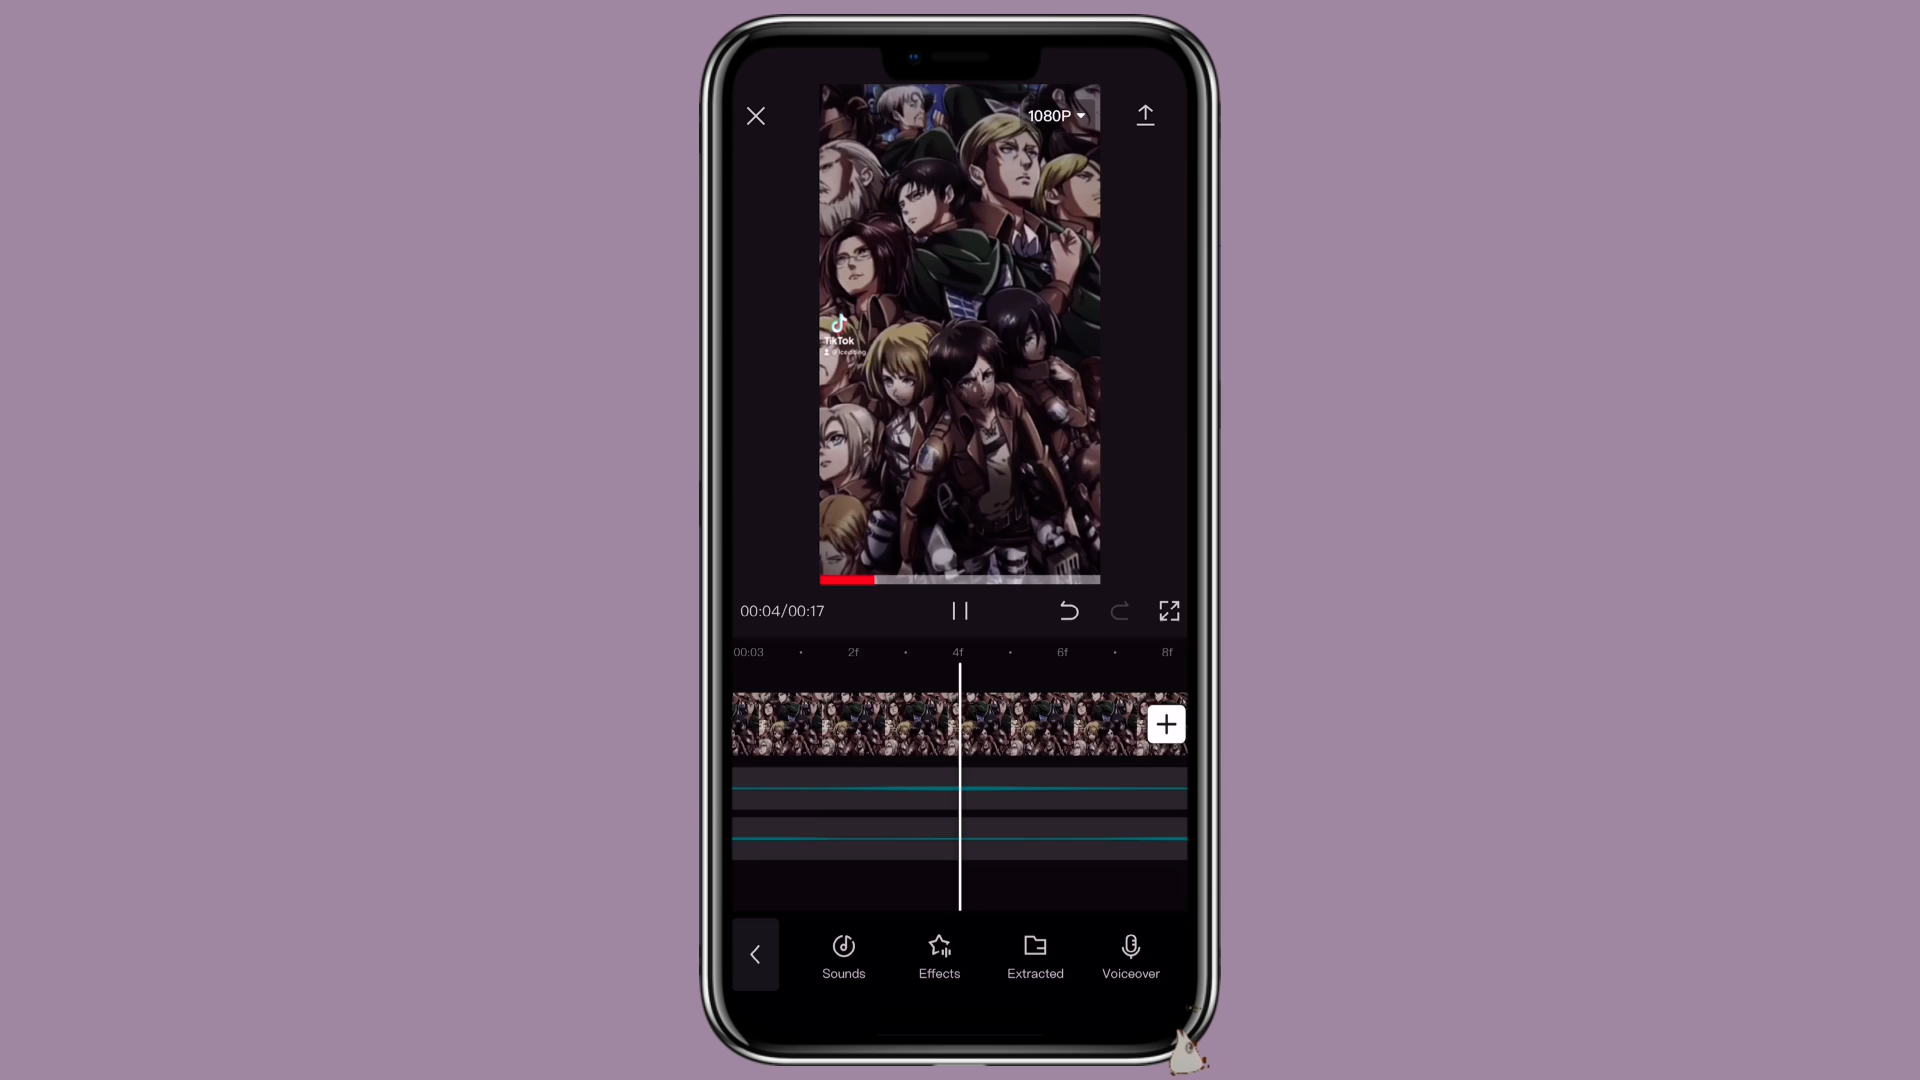 1080P
TikTok
00:04/00:17
00:03
2f
4f
6f
8f
Sounds
Effects
Extracted
Voiceover